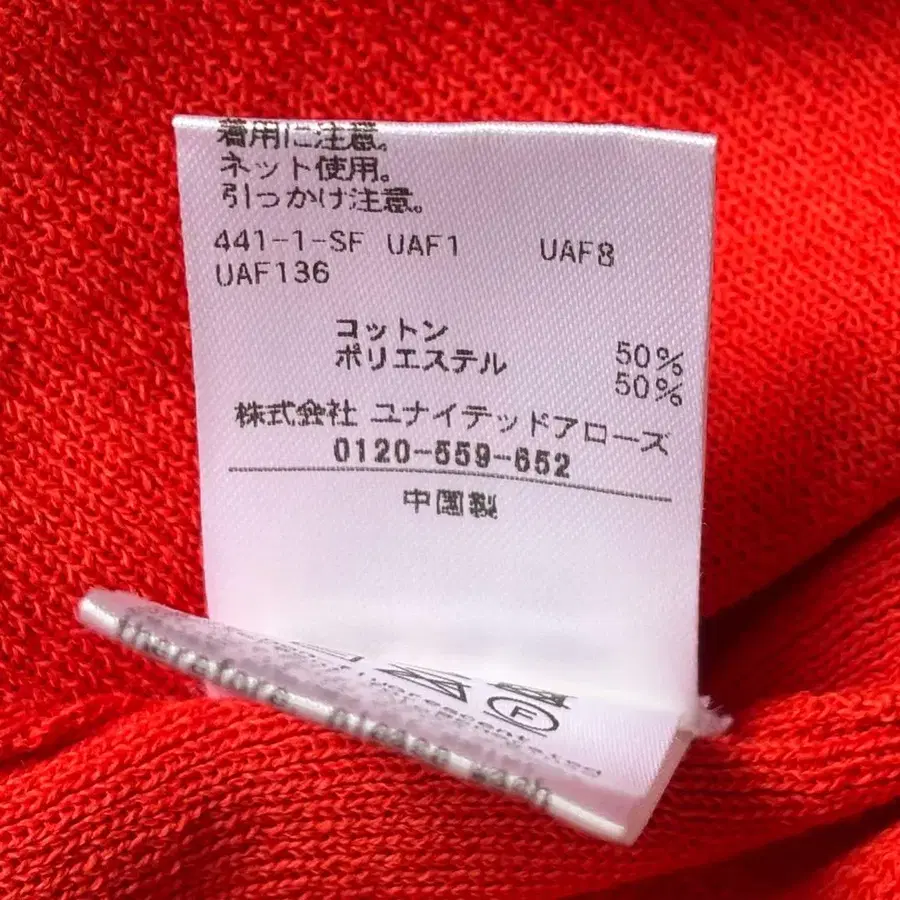 着用に注意。
ネット使用。
引っかけ注意。
441-1-SF UAF1 UAF8
UAF136
コットン 50%
ポリエステル 50%
株式会社 ユナイテッドアローズ
0120-559-652
中国製
F